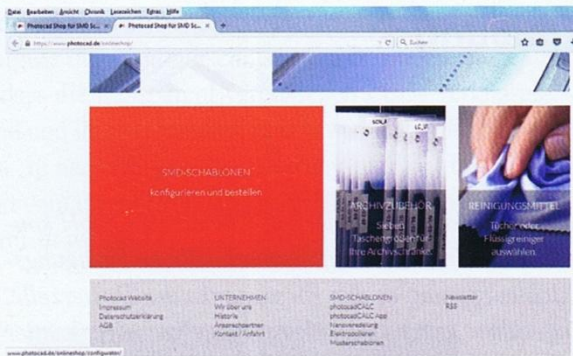 Datei Bearbeiten Ansicht Chronik Lesezeichen Extras Hilfe
Photocad Shop für SMD Sc... × Photocad Shop für SMD Sc... × +
https://www.photocad.de/onlineshop/
Suchen
SMD-SCHABLONEN
konfigurieren und bestellen
ARCHIVZUBEHÖR
Sieben
Taschengrößen für
Ihre Archivschränke.
REINIGUNGSMITTEL
Tücher oder
Flüssigreiniger
auswählen.
Photocad Website
Impressum
Datenschutzerklärung
AGB
UNTERNEHMEN
Wir über uns
Historie
Ansprechpartner
Kontakt / Anfahrt
SMD-SCHABLONEN
photocadCALC
photocadCALC App
Nanoveredelung
Elektropolieren
Musterschablonen
Newsletter
RSS
www.photocad.de/onlineshop/configurator/